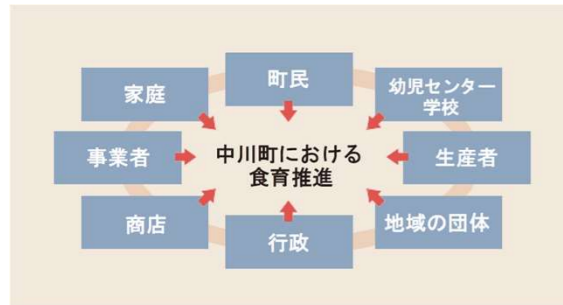 町民
家庭
幼児センター
学校
事業者
中川町における
食育推進
生産者
商店
地域の団体
行政